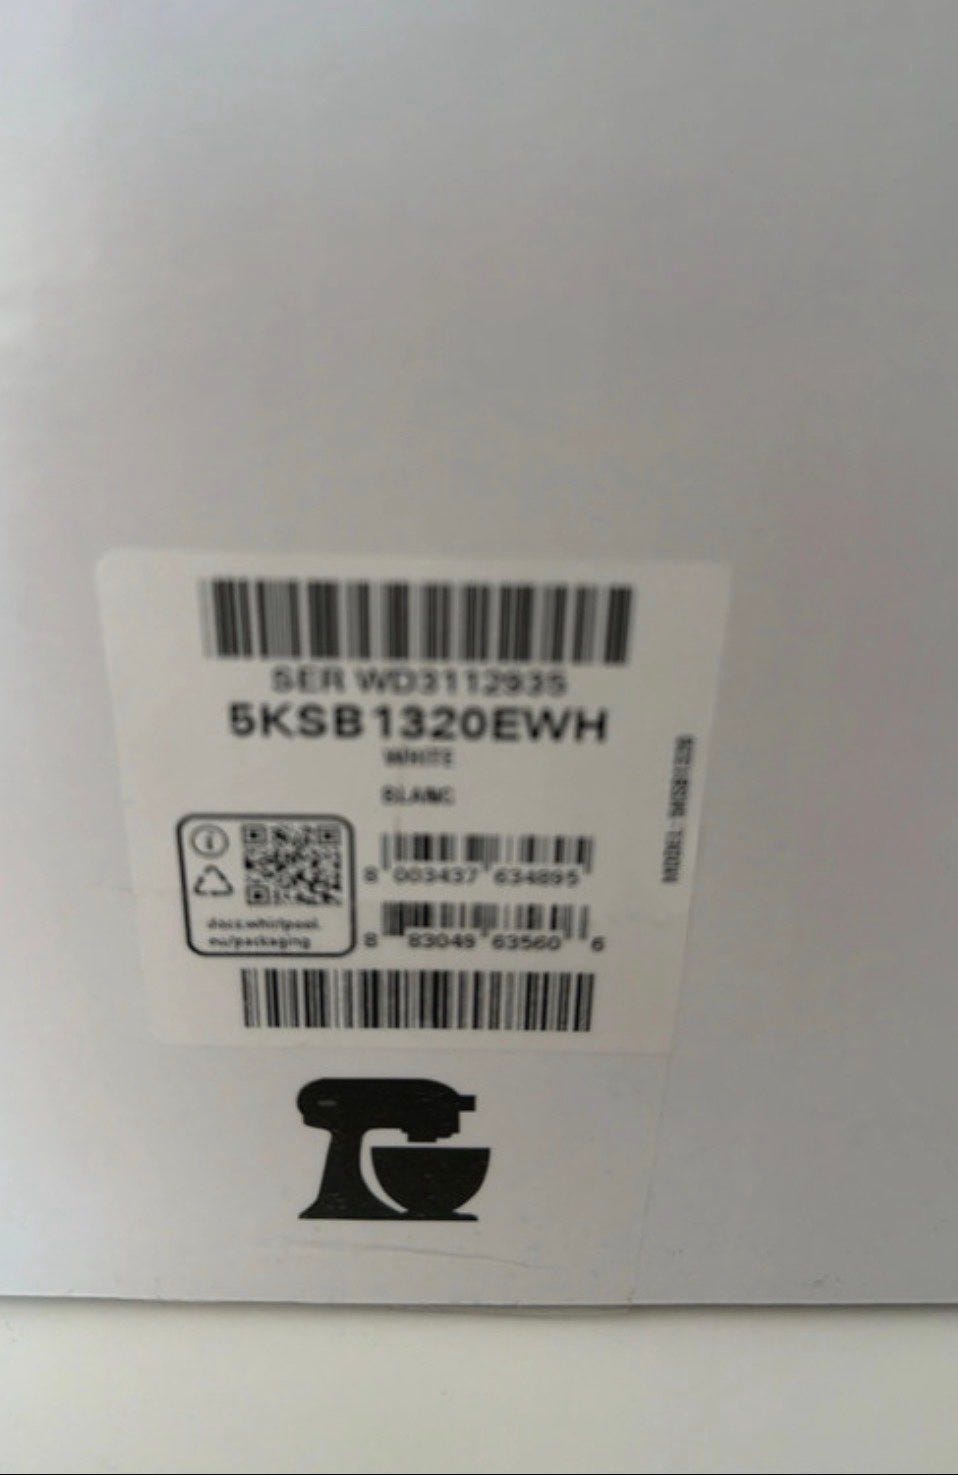 SER WD3112935
5KSB1320EWH
WHITE
BLANC
8 003437 634895
docs.whirlpool.
eu/packaging
8 83049 63560 6